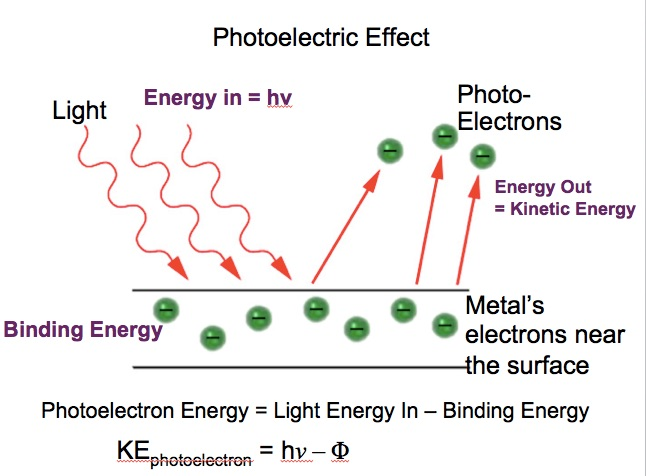 Photoelectric Effect
Light
Energy in = hν
Photo-
Electrons
Energy Out
= Kinetic Energy
Binding Energy
Metal's
electrons near
the surface
Photoelectron Energy = Light Energy In – Binding Energy
KEphotoelectron = hν – Φ